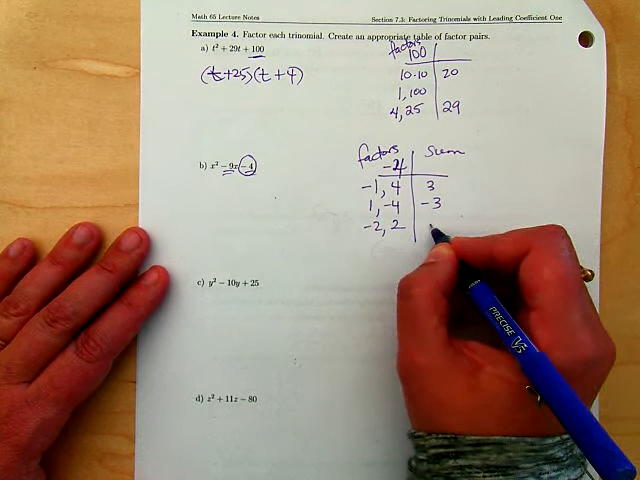 Math 65 Lecture Notes
Section 7.3: Factoring Trinomials with Leading Coefficient One
Example 4. Factor each trinomial. Create an appropriate table of factor pairs.
a) t² + 29t + 100
(t+25)(t+4)
factors
100
10·10 20
1, 100
4, 25 29
b) x² − 9x − 4
factors Sum
-4
-1, 4 3
1, -4 -3
-2, 2
c) y² − 10y + 25
d) z² + 11z − 80
PRECISE V5